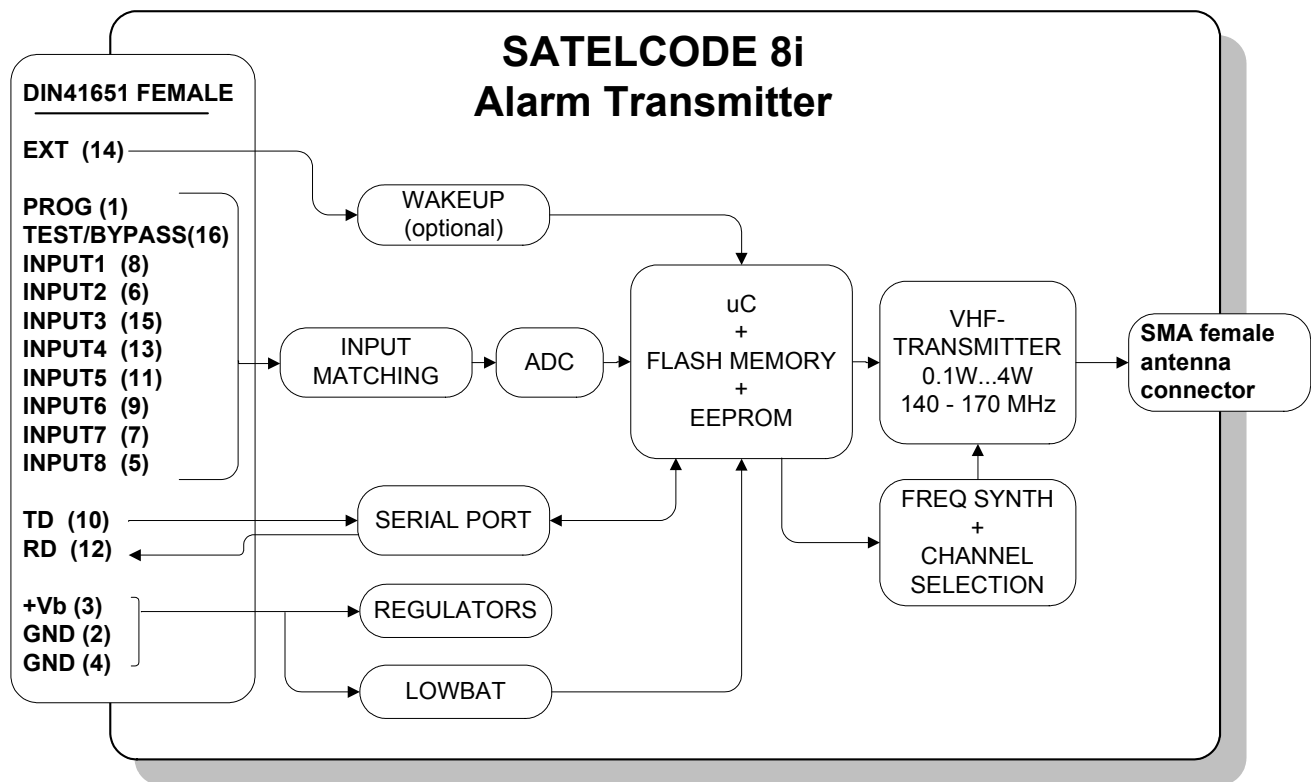 SATELCODE 8i
Alarm Transmitter
DIN41651 FEMALE
EXT (14)
PROG (1)
TEST/BYPASS(16)
INPUT1 (8)
INPUT2 (6)
INPUT3 (15)
INPUT4 (13)
INPUT5 (11)
INPUT6 (9)
INPUT7 (7)
INPUT8 (5)
TD (10)
RD (12)
+Vb (3)
GND (2)
GND (4)
WAKEUP
(optional)
INPUT
MATCHING
ADC
SERIAL PORT
REGULATORS
LOWBAT
uC
+
FLASH MEMORY
+
EEPROM
VHF-
TRANSMITTER
0.1W...4W
140 - 170 MHz
FREQ SYNTH
+
CHANNEL
SELECTION
SMA female
antenna
connector